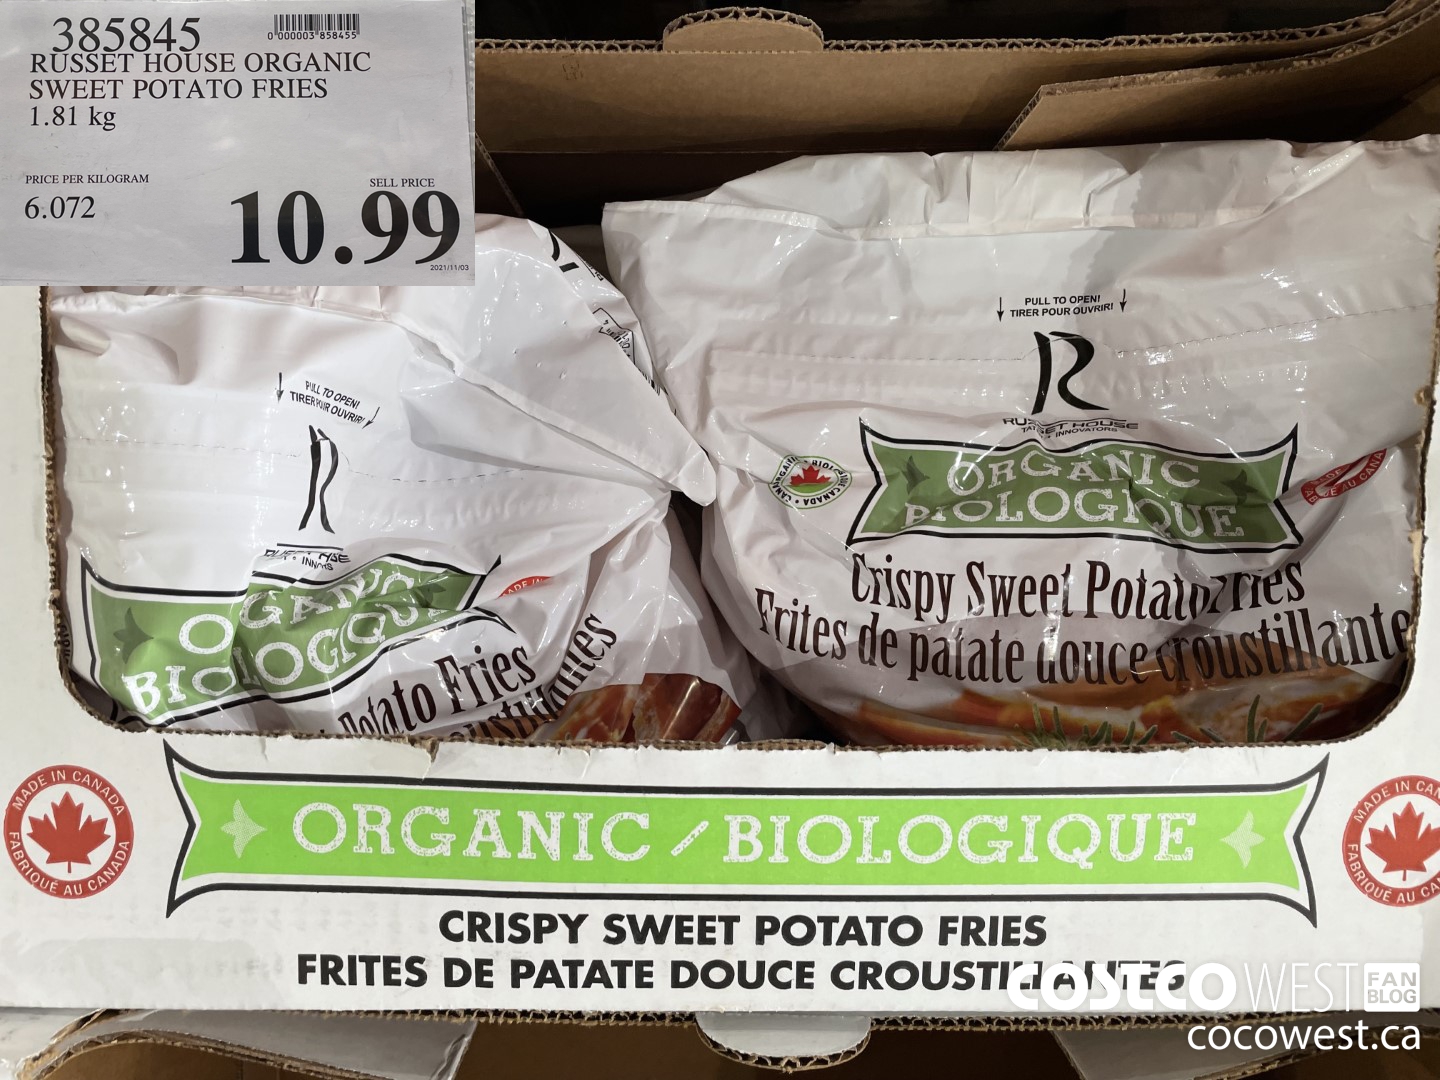 385845
0 000003 858455
RUSSET HOUSE ORGANIC
SWEET POTATO FRIES
1.81 kg
PRICE PER KILOGRAM
6.072
SELL PRICE
10.99
2021/11/03
PULL TO OPEN!
TIRER POUR OUVRIR!
R
ORGANIC
BIOLOGIQUE
Potato Fries
PULL TO OPEN!
TIRER POUR OUVRIR!
R
RUSSET HOUSE
INNOVATORS
ORGANIC
BIOLOGIQUE
Crispy Sweet Potato Fries
Frites de patate douce croustillante
MADE IN CANADA
FABRIQUÉ AU CANADA
ORGANIC / BIOLOGIQUE
CRISPY SWEET POTATO FRIES
FRITES DE PATATE DOUCE CROUSTILLANTES
MADE IN CAN
FABRIQUÉ AU CAN
COSTCO WEST FAN BLOG
cocowest.ca